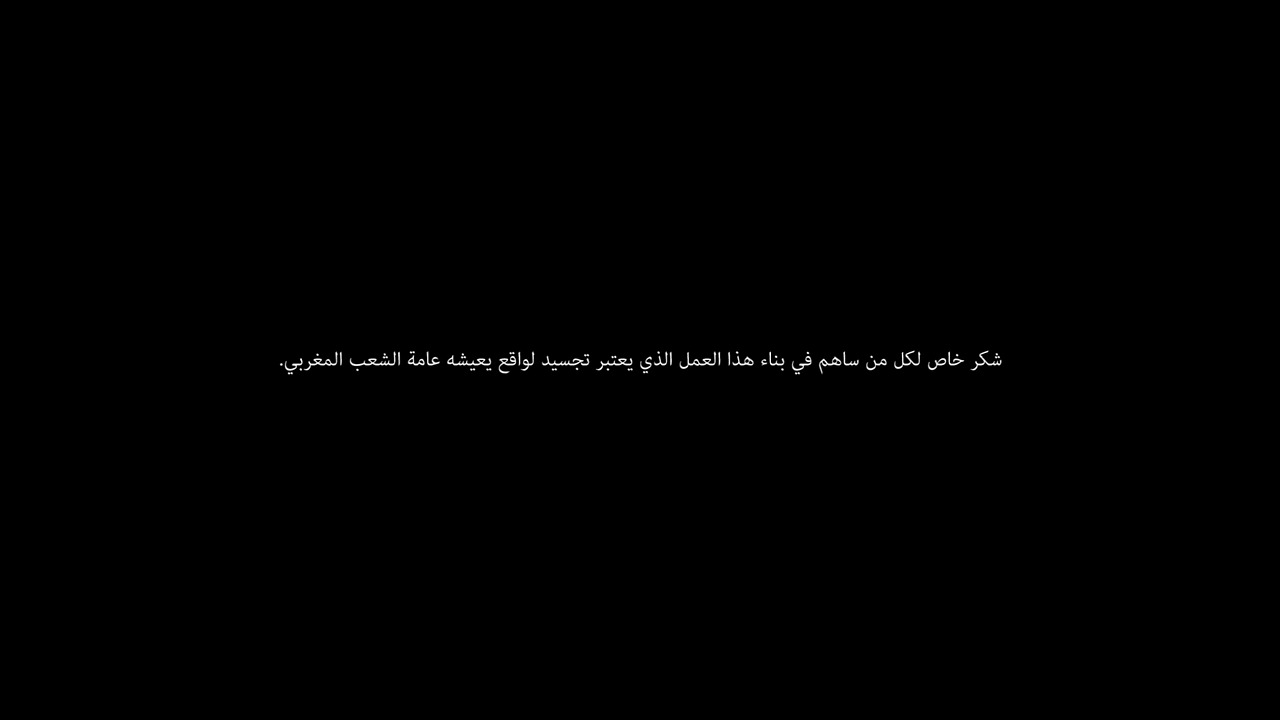 شكر خاص لكل من ساهم في بناء هذا العمل الذي يعتبر تجسيد لواقع يعيشه عامة الشعب المغربي.